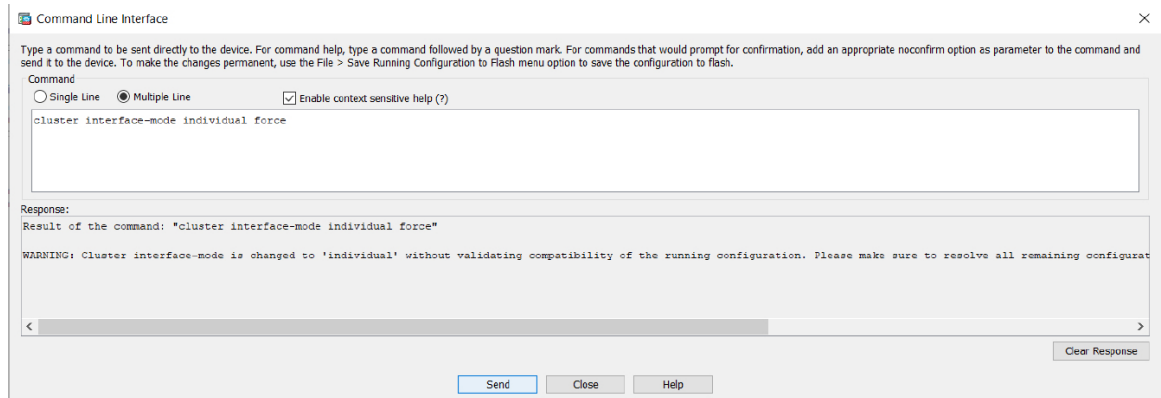 Command Line Interface
Type a command to be sent directly to the device. For command help, type a command followed by a question mark. For commands that would prompt for confirmation, add an appropriate noconfirm option as parameter to the command and
send it to the device. To make the changes permanent, use the File > Save Running Configuration to Flash menu option to save the configuration to flash.
Command
Single Line Multiple Line Enable context sensitive help (?)
cluster interface-mode individual force
Response:
Result of the command: "cluster interface-mode individual force"
WARNING: Cluster interface-mode is changed to 'individual' without validating compatibility of the running configuration. Please make sure to resolve all remaining configurat
Clear Response
Send Close Help